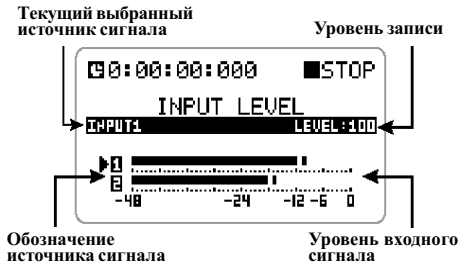 Текущий выбранный
источник сигнала
Уровень записи
0:00:00:000 STOP
INPUT LEVEL
INPUT1 LEVEL:100
1
2
-48 -24 -12 -6 0
Обозначение
источника сигнала
Уровень входного
сигнала